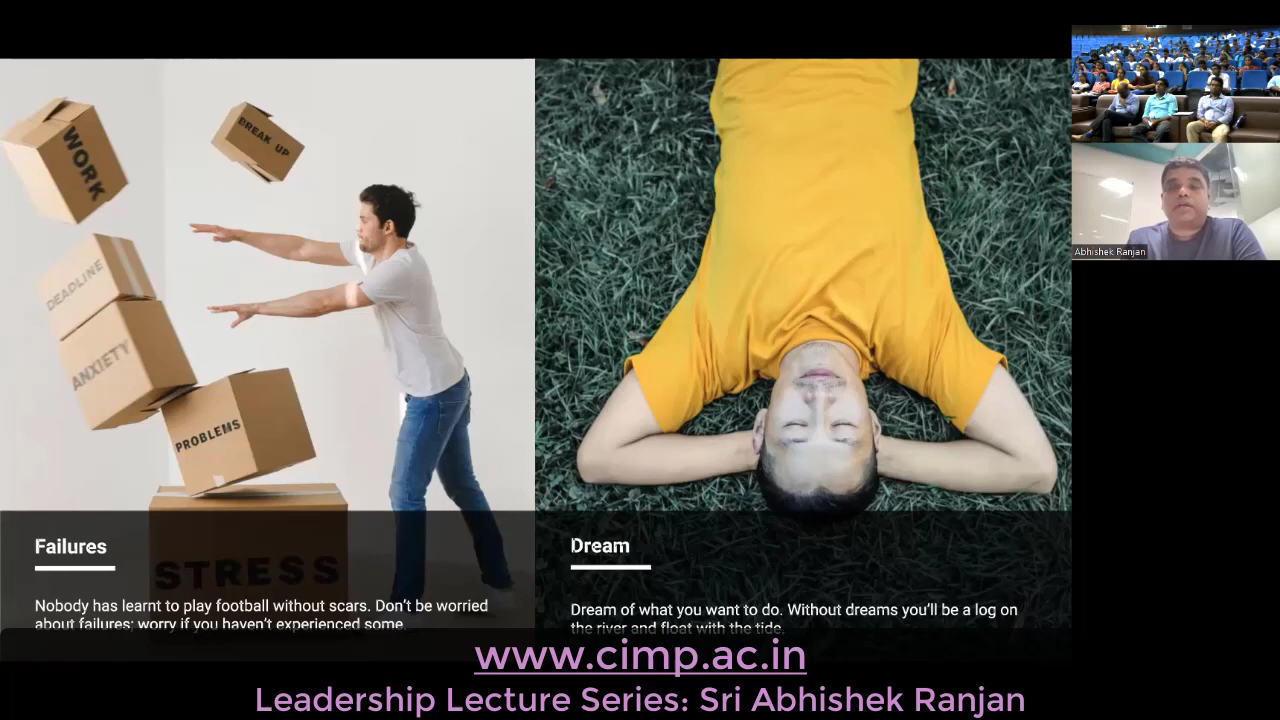 WORK
BREAK UP
DEADLINE
ANXIETY
PROBLEMS
STRESS
Failures
Nobody has learnt to play football without scars. Don't be worried
about failures; worry if you haven't experienced some.
Dream
Dream of what you want to do. Without dreams you'll be a log on
the river and float with the tide.
Abhishek Ranjan
www.cimp.ac.in
Leadership Lecture Series: Sri Abhishek Ranjan